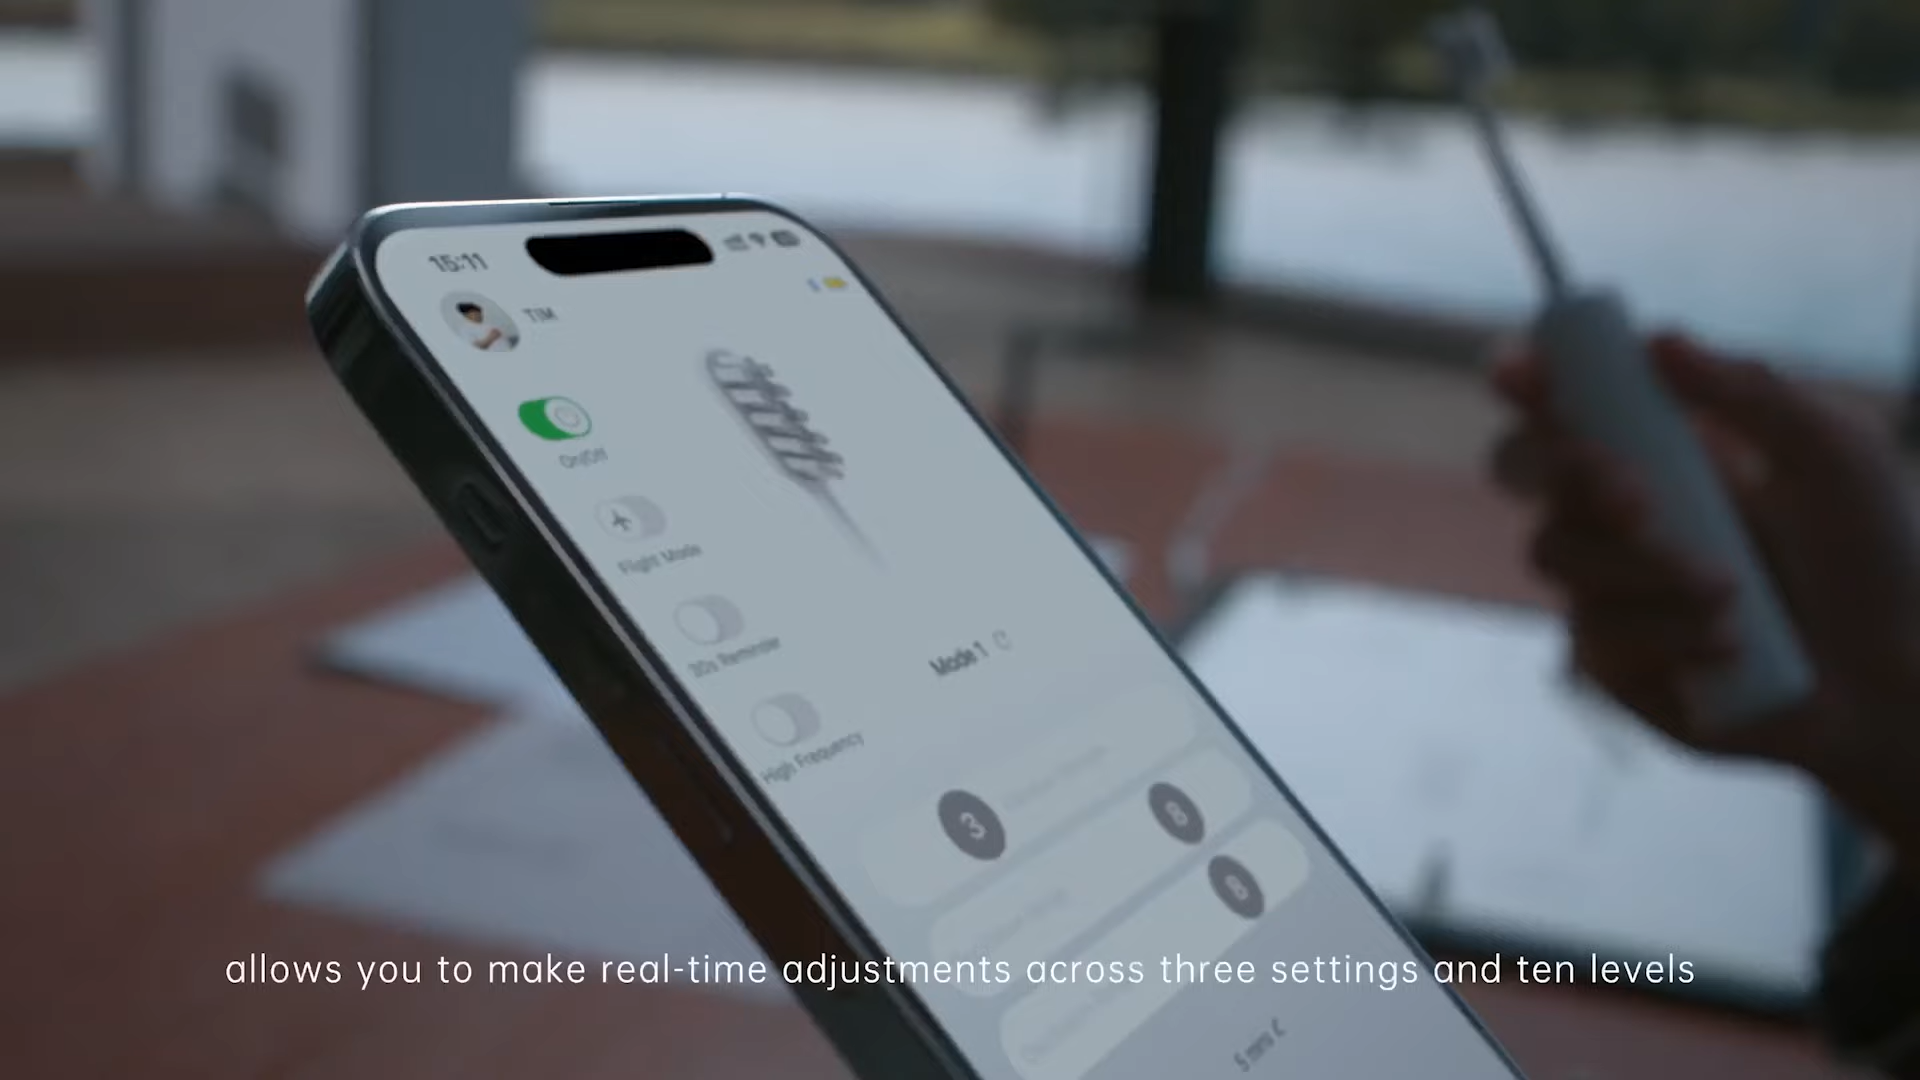 15:11
TIM
On/Off
Flight Mode
30s Reminder
High Frequency
Mode 1
3
8
allows you to make real-time adjustments across three settings and ten levels